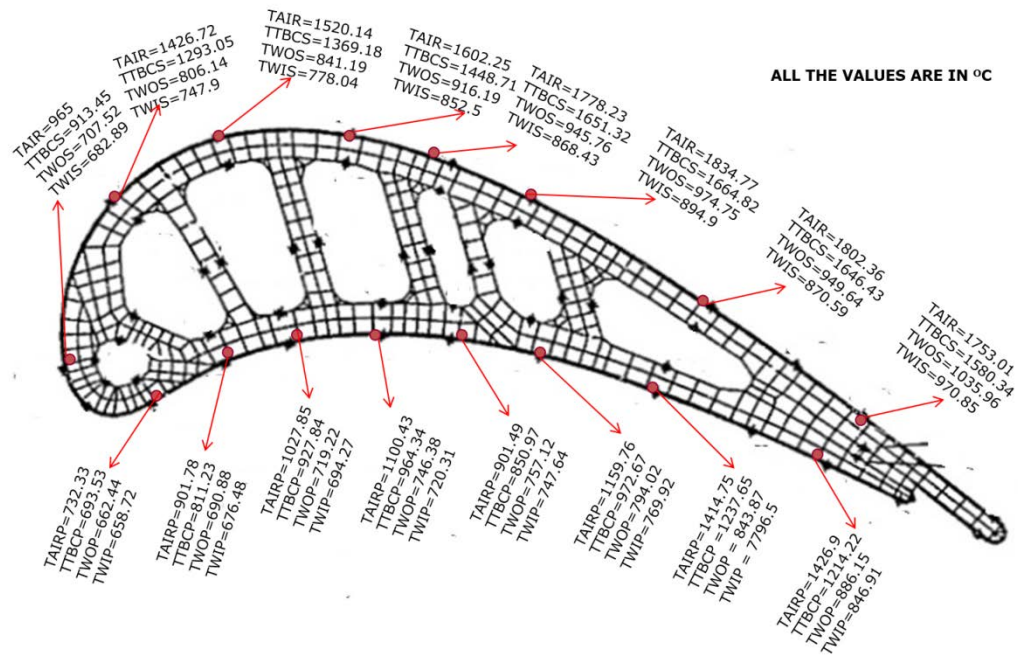 TAIR=1426.72
TTBCS=1293.05
TWOS=806.14
TWIS=747.9
TAIR=1520.14
TTBCS=1369.18
TWOS=841.19
TWIS=778.04
TAIR=1602.25
TTBCS=1448.71
TWOS=916.19
TWIS=852.5
TAIR=1778.23
TTBCS=1651.32
TWOS=945.76
TWIS=868.43
ALL THE VALUES ARE IN ºC
TAIR=965
TTBCS=913.45
TWOS=707.52
TWIS=682.89
TAIR=1834.77
TTBCS=1664.82
TWOS=974.75
TWIS=894.9
TAIR=1802.36
TTBCS=1646.43
TWOS=949.64
TWIS=870.59
TAIR=1753.01
TTBCS=1580.34
TWOS=1035.96
TWIS=970.85
TAIRP=732.33
TTBCP=693.53
TWOP=662.44
TWIP=658.72
TAIRP=901.78
TTBCP=811.23
TWOP=690.88
TWIP=676.48
TAIRP=1027.85
TTBCP=927.84
TWOP=719.22
TWIP=694.27
TAIRP=1100.43
TTBCP=964.34
TWOP=746.38
TWIP=720.31
TAIRP=901.49
TTBCP=850.97
TWOP=757.12
TWIP=747.64
TAIRP=1159.76
TTBCP=972.67
TWOP=794.02
TWIP=769.92
TAIRP=1414.75
TTBCP =1237.65
TWOP = 843.87
TWIP = 7796.5
TAIRP=1426.9
TTBCP=1214.22
TWOP=886.15
TWIP=846.91